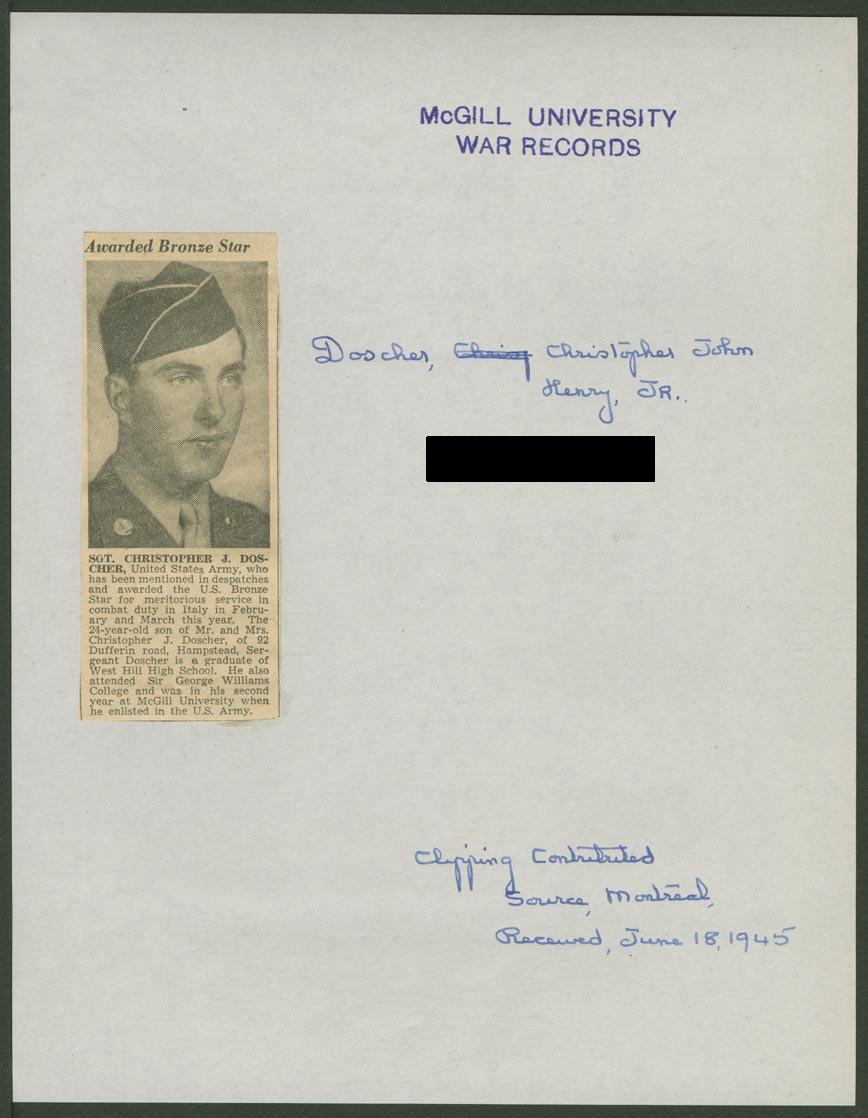 McGILL UNIVERSITY
WAR RECORDS
Awarded Bronze Star
SGT. CHRISTOPHER J. DOS-
CHER, United States Army, who
has been mentioned in despatches
and awarded the U.S. Bronze
Star for meritorious service in
combat duty in Italy in Febru-
ary and March this year. The
24-year-old son of Mr. and Mrs.
Christopher J. Doscher, of 92
Dufferin road, Hampstead, Ser-
geant Doscher is a graduate of
West Hill High School. He also
attended Sir George Williams
College and was in his second
year at McGill University when
he enlisted in the U.S. Army.
Doscher, Christopher John
Henry, JR.
Clipping Contributed
Source, Montreal,
Received, June 18, 1945